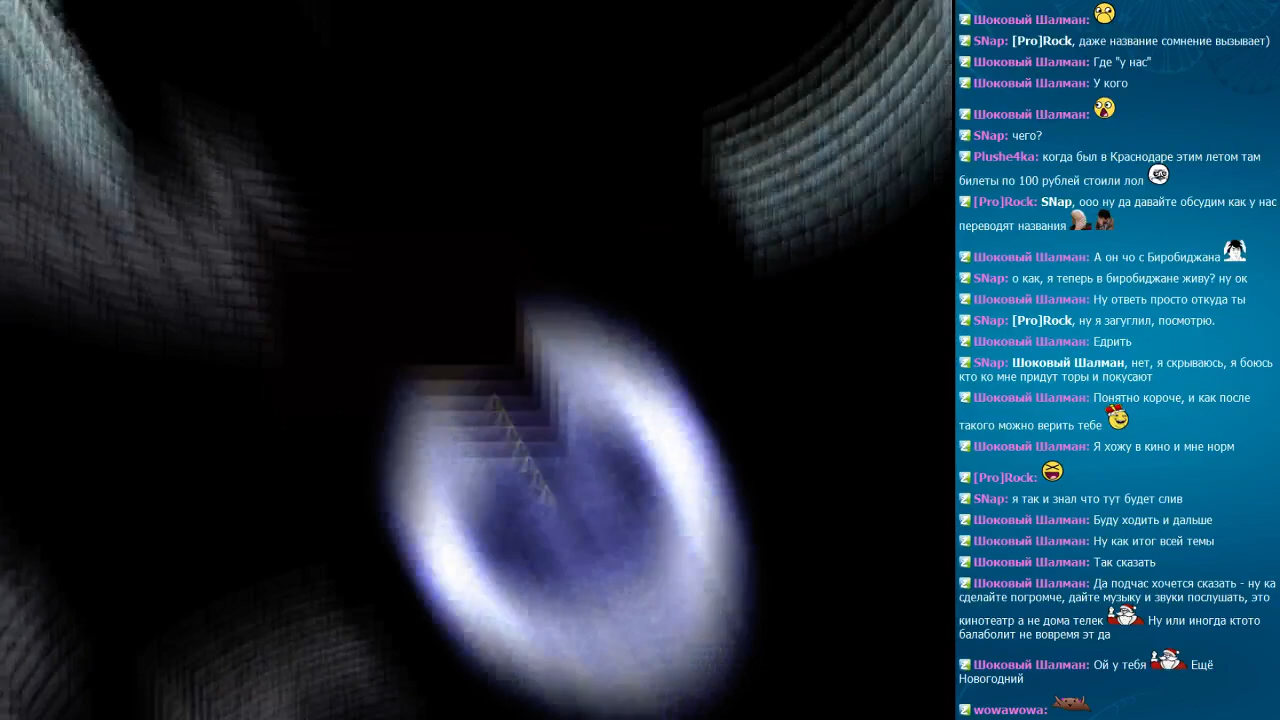 Шоковый Шалман:
SNap: [Pro]Rock, даже название сомнение вызывает)
Шоковый Шалман: Где "у нас"
Шоковый Шалман: У кого
Шоковый Шалман:
SNap: чего?
Plushe4ka: когда был в Краснодаре этим летом там
билеты по 100 рублей стоили лол
[Pro]Rock: SNap, ооо ну да давайте обсудим как у нас
переводят названия
Шоковый Шалман: А он чо с Биробиджана
SNap: о как, я теперь в биробиджане живу? ну ок
Шоковый Шалман: Ну ответь просто откуда ты
SNap: [Pro]Rock, ну я загуглил, посмотрю.
Шоковый Шалман: Едрить
SNap: Шоковый Шалман, нет, я скрываюсь, я боюсь
кто ко мне придут торы и покусают
Шоковый Шалман: Понятно короче, и как после
такого можно верить тебе
Шоковый Шалман: Я хожу в кино и мне норм
[Pro]Rock:
SNap: я так и знал что тут будет слив
Шоковый Шалман: Буду ходить и дальше
Шоковый Шалман: Ну как итог всей темы
Шоковый Шалман: Так сказать
Шоковый Шалман: Да подчас хочется сказать - ну ка
сделайте погромче, дайте музыку и звуки послушать, это
кинотеатр а не дома телек Ну или иногда ктото
балаболит не вовремя эт да
Шоковый Шалман: Ой у тебя Ещё
Новогодний
wowawowa: